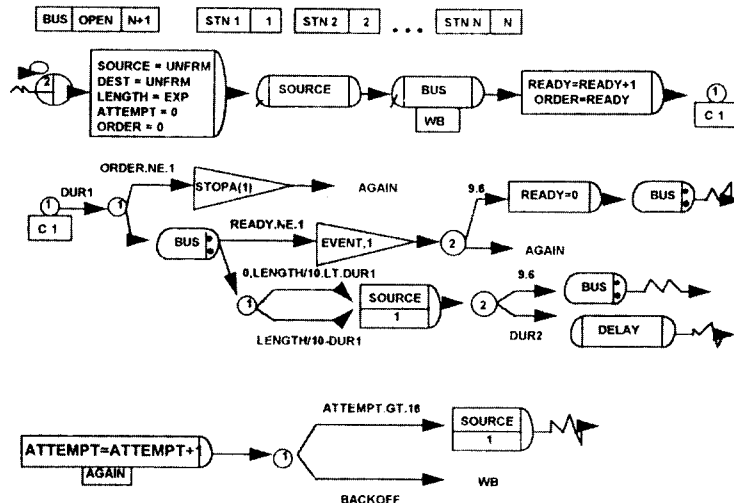 BUS OPEN N+1 STN 1 1 STN 2 2 ... STN N N
2
SOURCE = UNFRM
DEST = UNFRM
LENGTH = EXP
ATTEMPT = 0
ORDER = 0
SOURCE
BUS
WB
READY=READY+1
ORDER=READY
1
C 1
ORDER.NE.1
STOPA(1)
AGAIN
1
C 1
DUR1
1
BUS
READY.NE.1
EVENT,1
2
9.6
READY=0
BUS
AGAIN
0,LENGTH/10.LT.DUR1
1
LENGTH/10-DUR1
SOURCE
1
2
9.6
BUS
DUR2
DELAY
ATTEMPT=ATTEMPT+1
AGAIN
1
ATTEMPT.GT.16
SOURCE
1
BACKOFF
WB